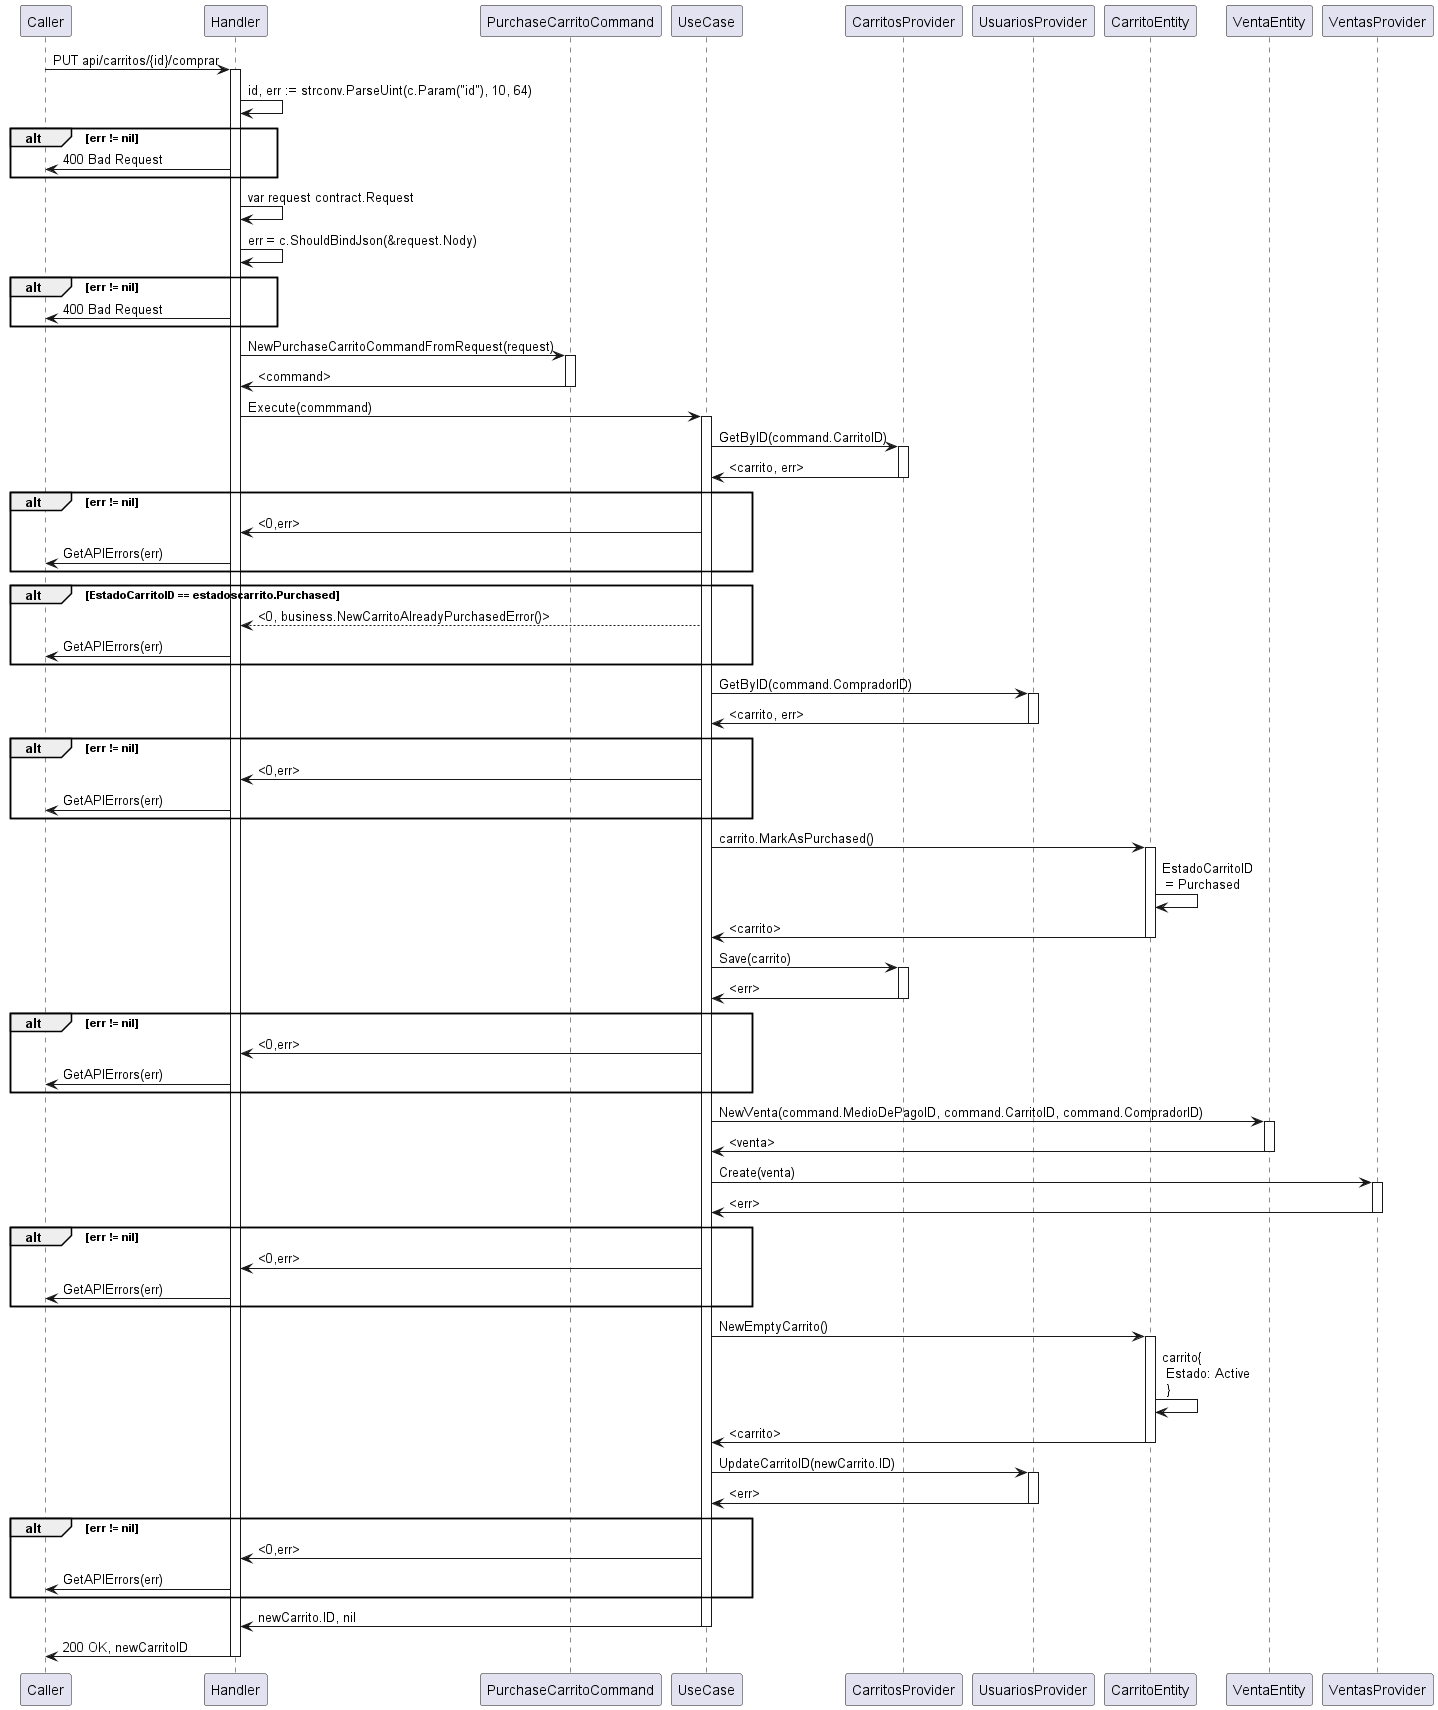 Caller Handler PurchaseCarritoCommand UseCase CarritosProvider UsuariosProvider CarritoEntity VentaEntity VentasProvider
PUT api/carritos/{id}/comprar
id, err := strconv.ParseUint(c.Param("id"), 10, 64)
alt [err != nil]
400 Bad Request
var request contract.Request
err = c.ShouldBindJson(&request.Nody)
alt [err != nil]
400 Bad Request
NewPurchaseCarritoCommandFromRequest(request)
<command>
Execute(commmand)
GetByID(command.CarritoID)
<carrito, err>
alt [err != nil]
<0,err>
GetAPIErrors(err)
alt [EstadoCarritoID == estadoscarrito.Purchased]
<0, business.NewCarritoAlreadyPurchasedError()>
GetAPIErrors(err)
GetByID(command.CompradorID)
<carrito, err>
alt [err != nil]
<0,err>
GetAPIErrors(err)
carrito.MarkAsPurchased()
EstadoCarritoID
= Purchased
<carrito>
Save(carrito)
<err>
alt [err != nil]
<0,err>
GetAPIErrors(err)
NewVenta(command.MedioDePagoID, command.CarritoID, command.CompradorID)
<venta>
Create(venta)
<err>
alt [err != nil]
<0,err>
GetAPIErrors(err)
NewEmptyCarrito()
carrito{
Estado: Active
}
<carrito>
UpdateCarritoID(newCarrito.ID)
<err>
alt [err != nil]
<0,err>
GetAPIErrors(err)
newCarrito.ID, nil
200 OK, newCarritoID
Caller Handler PurchaseCarritoCommand UseCase CarritosProvider UsuariosProvider CarritoEntity VentaEntity VentasProvider